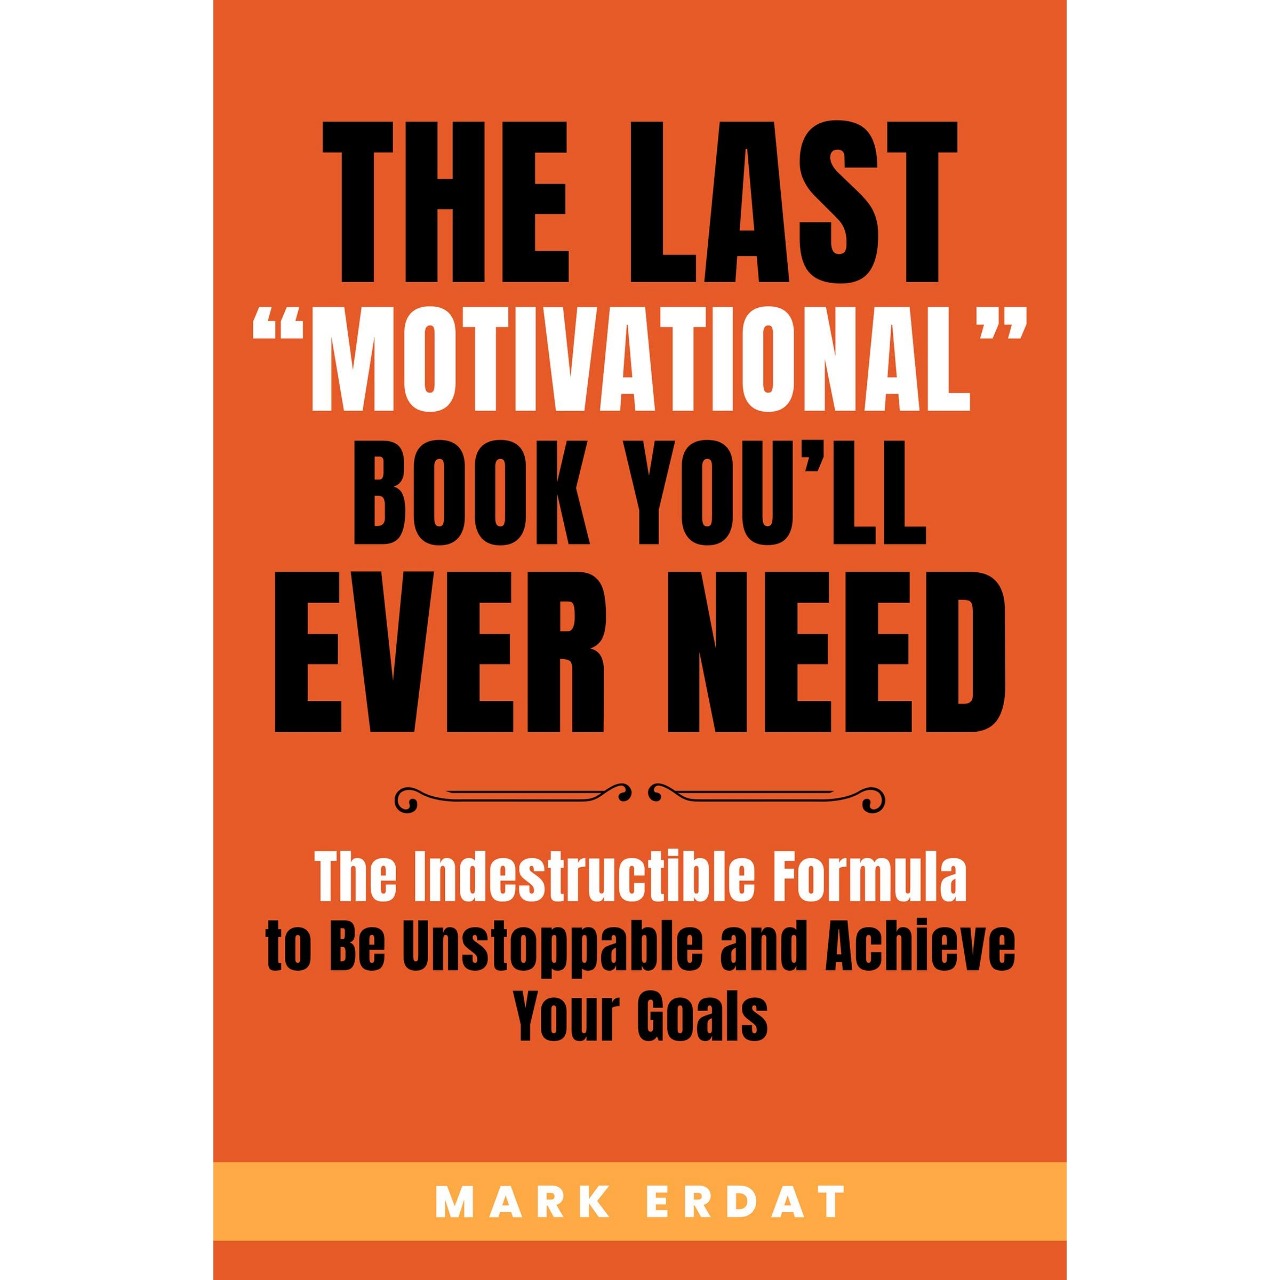 THE LAST
“MOTIVATIONAL”
BOOK YOU’LL
EVER NEED
The Indestructible Formula
to Be Unstoppable and Achieve
Your Goals
MARK ERDAT